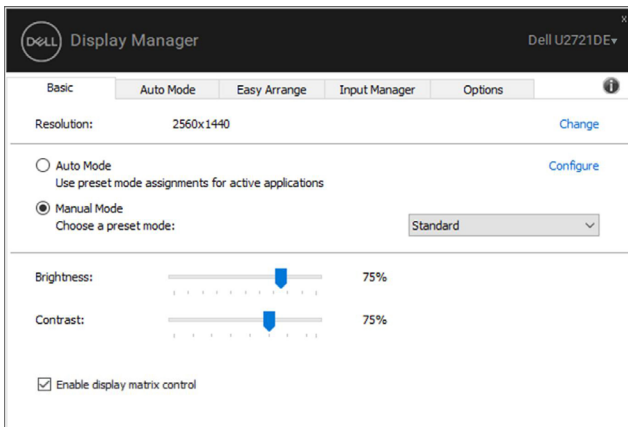 DELL Display Manager Dell U2721DE
x
Basic Auto Mode Easy Arrange Input Manager Options i
Resolution: 2560x1440 Change
Auto Mode Configure
Use preset mode assignments for active applications
Manual Mode
Choose a preset mode: Standard
Brightness: 75%
Contrast: 75%
Enable display matrix control